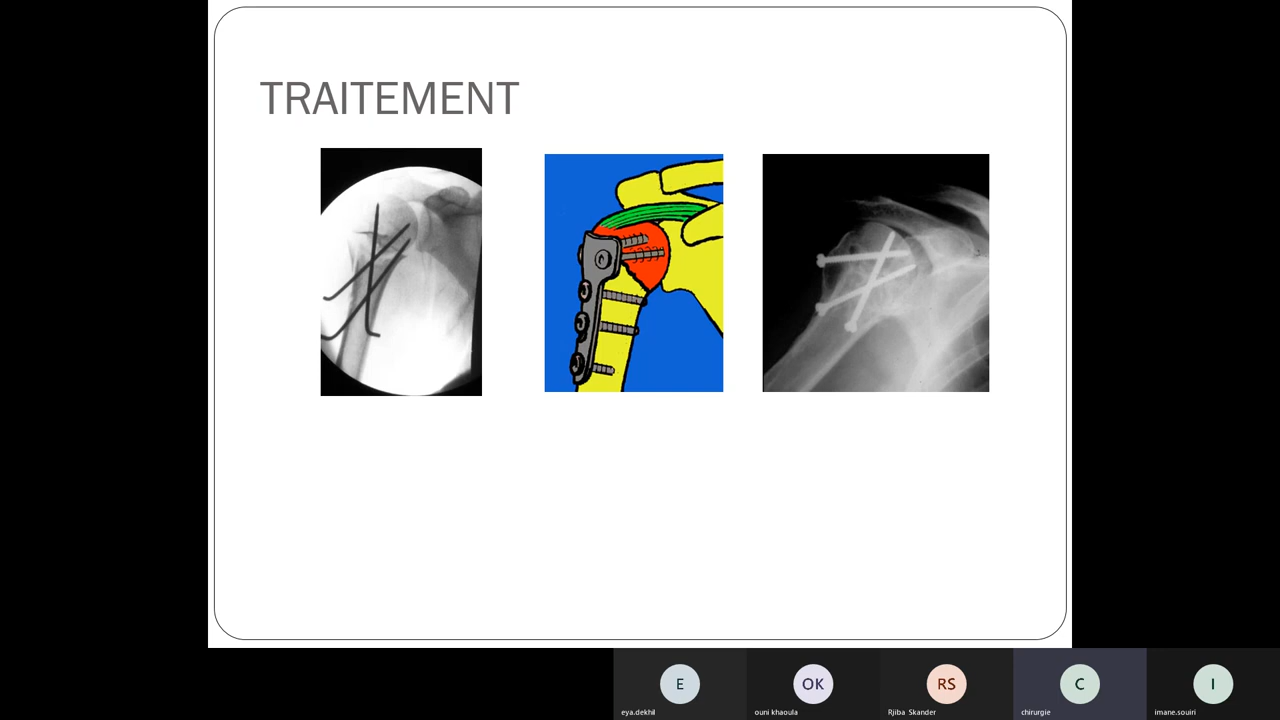 TRAITEMENT
E
OK
RS
C
I
eya.dekhil
ouni khaoula
Rjiba Skander
chirurgie
imane.souiri